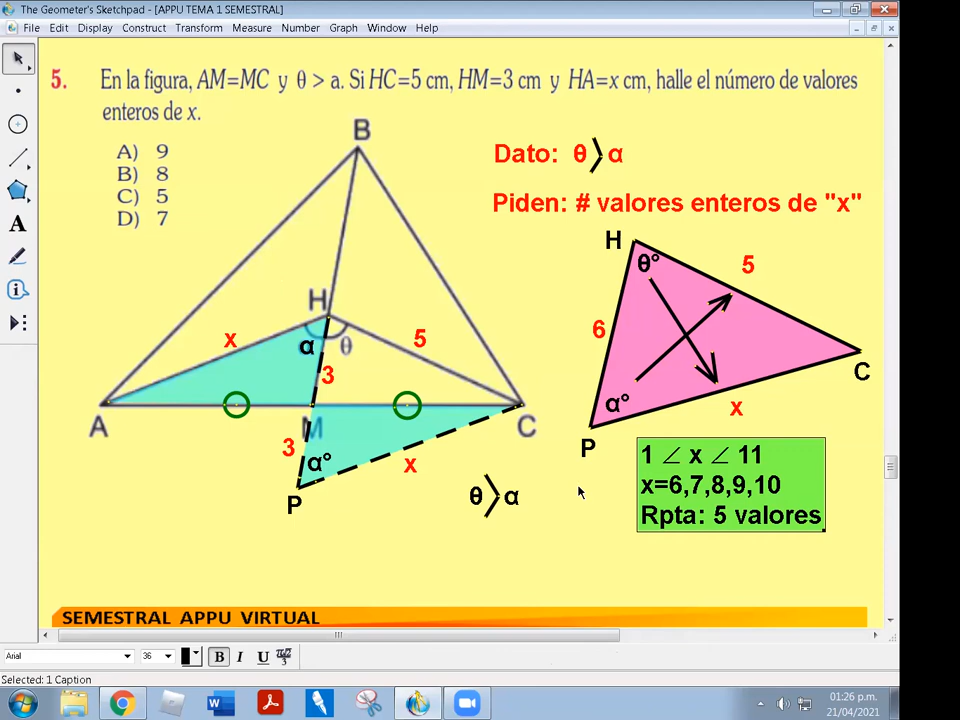 The Geometer's Sketchpad - [APPU TEMA 1 SEMESTRAL]
File Edit Display Construct Transform Measure Number Graph Window Help
5. En la figura, AM=MC y θ > a. Si HC=5 cm, HM=3 cm y HA=x cm, halle el número de valores
enteros de x.
A) 9
B) 8
C) 5
D) 7
Dato: θ > α
Piden: # valores enteros de "x"
B
H
x
α
θ
5
3
A
M
C
3
α°
x
P
θ > α
H
θ°
5
6
C
α°
x
P
1 ∠ x ∠ 11
x=6,7,8,9,10
Rpta: 5 valores
SEMESTRAL APPU VIRTUAL
Arial 36 B I U
Selected: 1 Caption
01:26 p.m.
21/04/2021